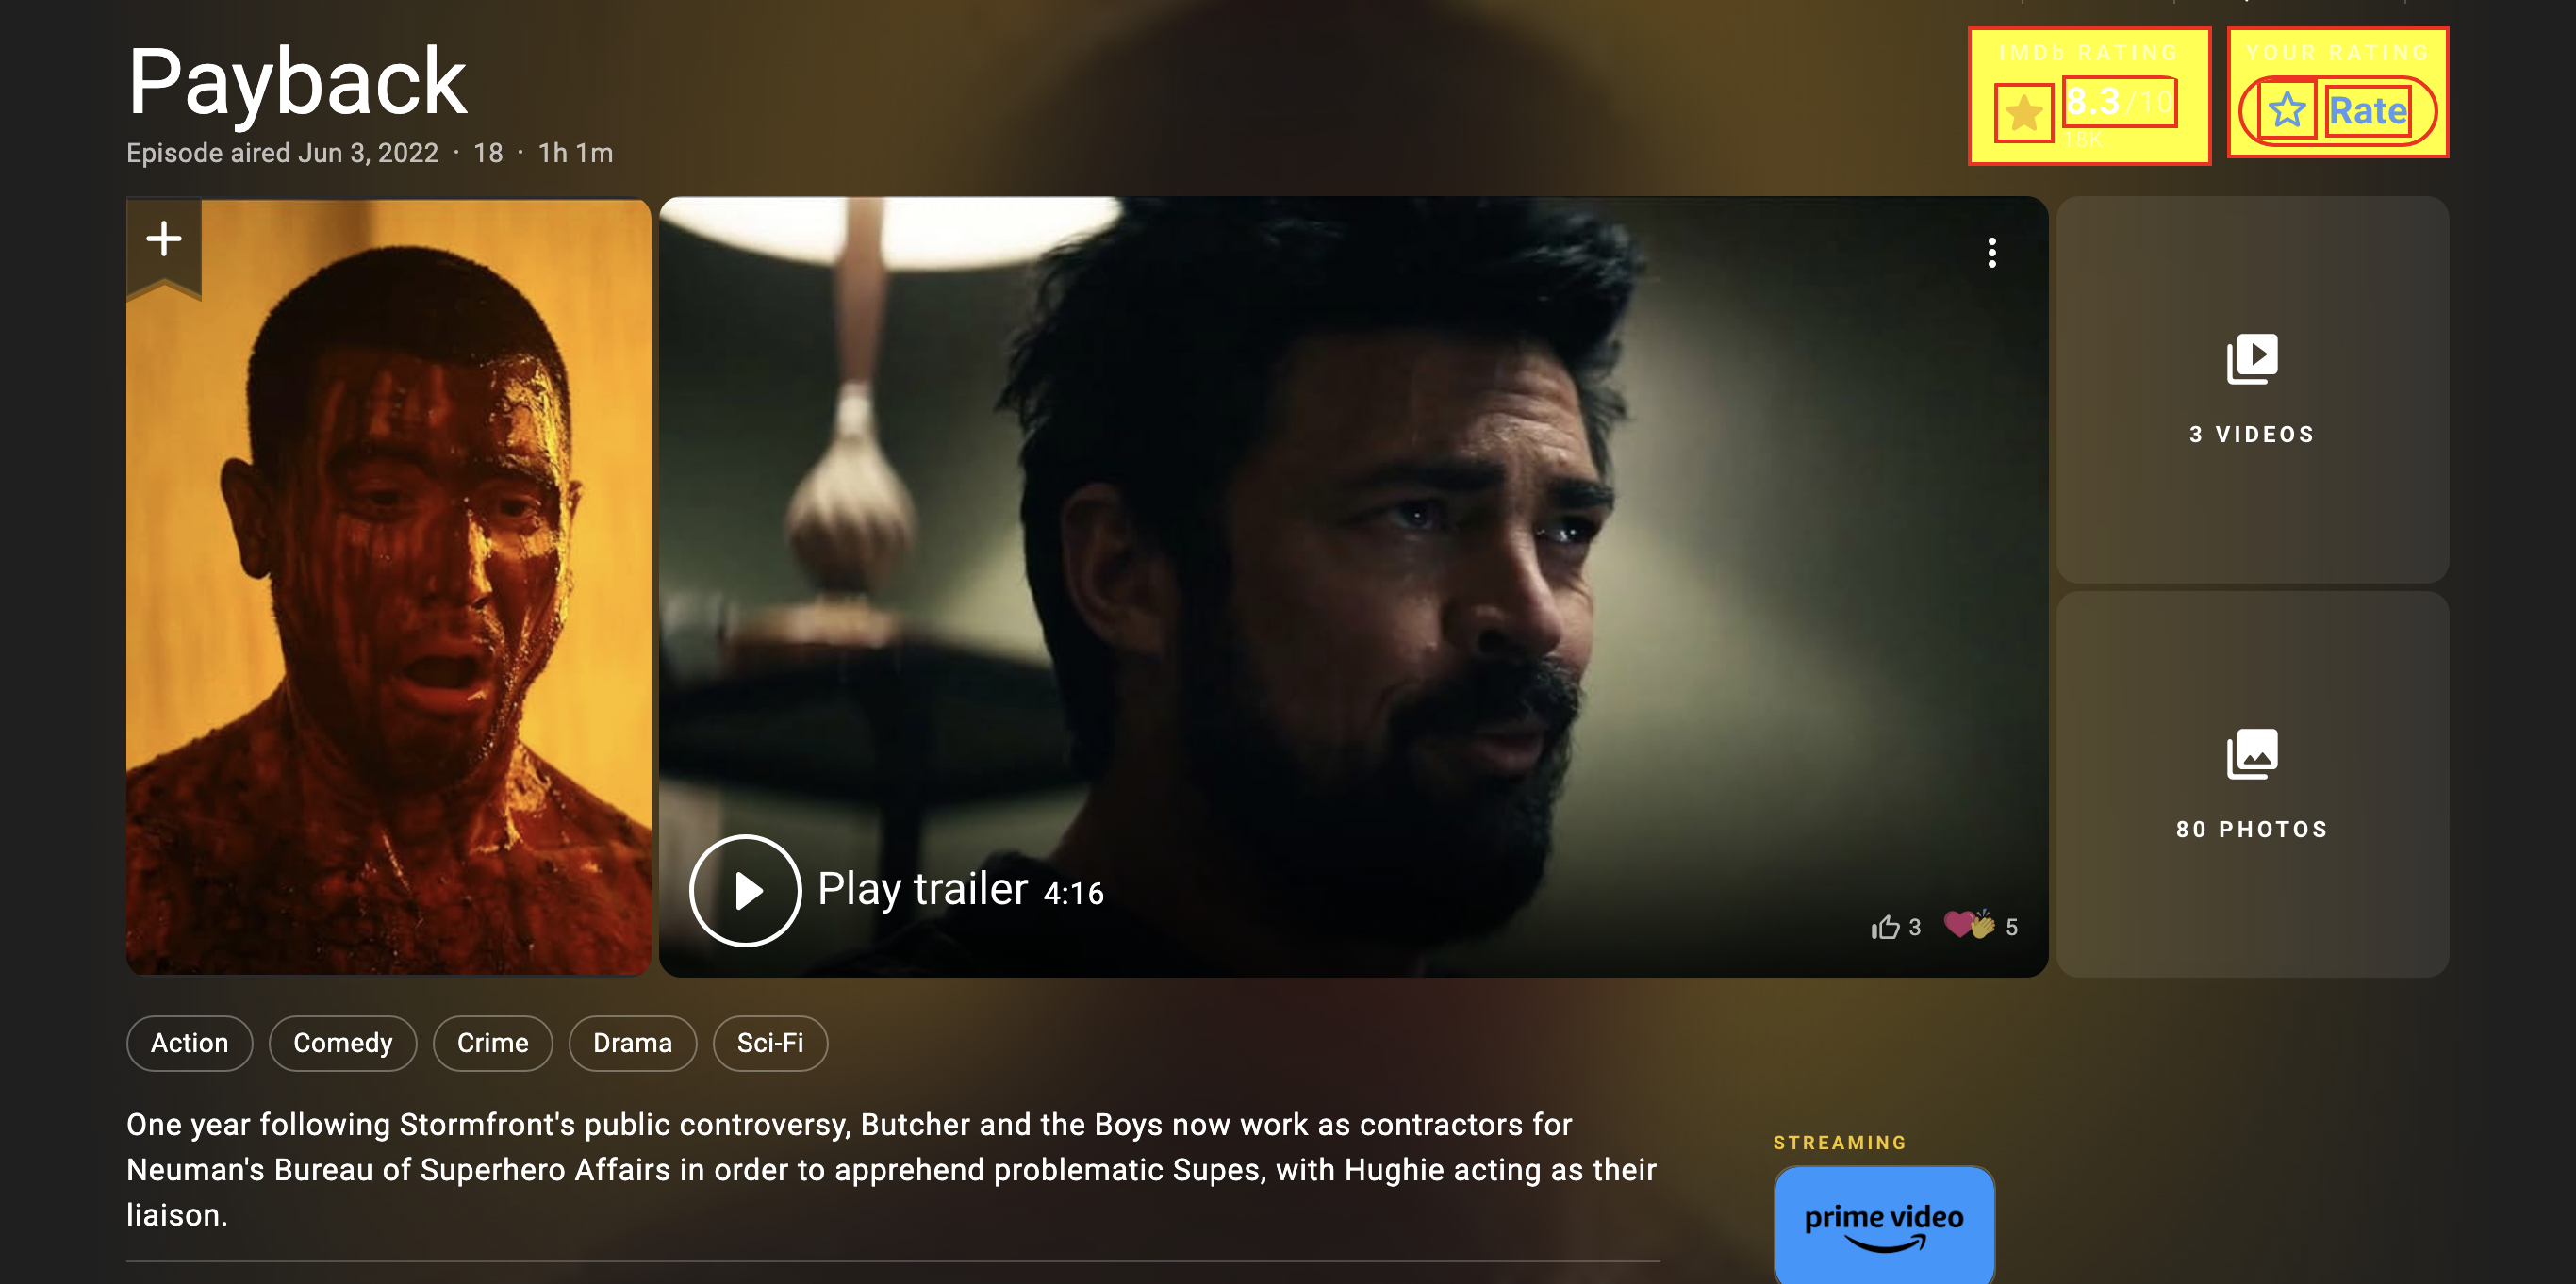 Payback
Episode aired Jun 3, 2022 · 18 · 1h 1m
IMDb RATING
8.3/10
18K
YOUR RATING
Rate
3 VIDEOS
80 PHOTOS
Play trailer 4:16
3
5
Action
Comedy
Crime
Drama
Sci-Fi
One year following Stormfront's public controversy, Butcher and the Boys now work as contractors for
Neuman's Bureau of Superhero Affairs in order to apprehend problematic Supes, with Hughie acting as their
liaison.
STREAMING
prime video